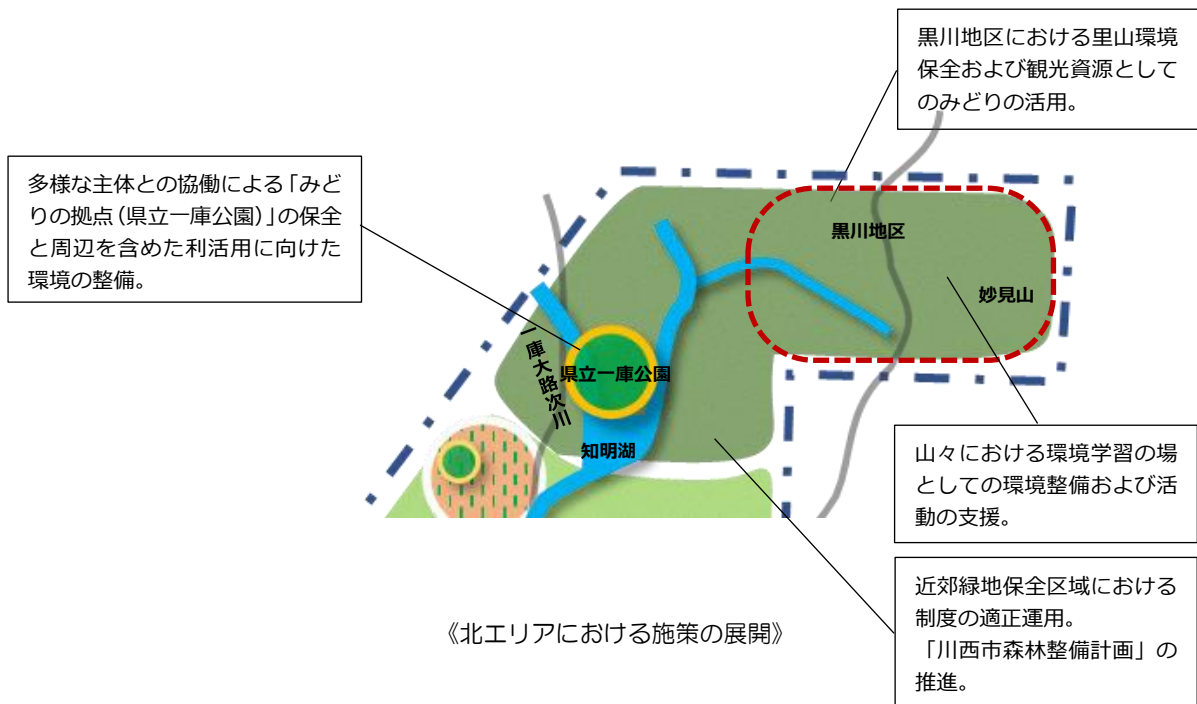 黒川地区における里山環境
保全および観光資源として
のみどりの活用。
多様な主体との協働による「みど
りの拠点（県立一庫公園）」の保全
と周辺を含めた利活用に向けた
環境の整備。
黒川地区
妙見山
一庫大路次川
県立一庫公園
知明湖
山々における環境学習の場
としての環境整備および活
動の支援。
近郊緑地保全区域における
制度の適正運用。
「川西市森林整備計画」の
推進。
《北エリアにおける施策の展開》